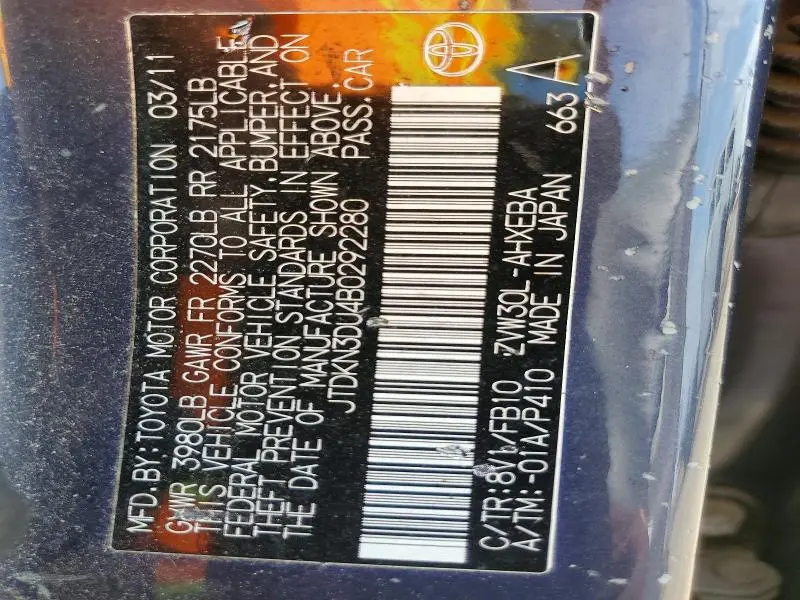 MFD.BY:TOYOTA MOTOR CORPORATION 03/11
GVWR 3980LB GAWR FR 2270LB RR 2175LB
THIS VEHICLE CONFORMS TO ALL APPLICABLE
FEDERAL MOTOR VEHICLE SAFETY,BUMPER,AND
THEFT PREVENTION STANDARDS IN EFFECT ON
THE DATE OF MANUFACTURE SHOWN ABOVE.
JTDKN3DU4B0292280 PASS.CAR
C/TR:8V1/FB10 ZVW30L-AHXEBA
A/TM:-01A/P410 MADE IN JAPAN 663 A